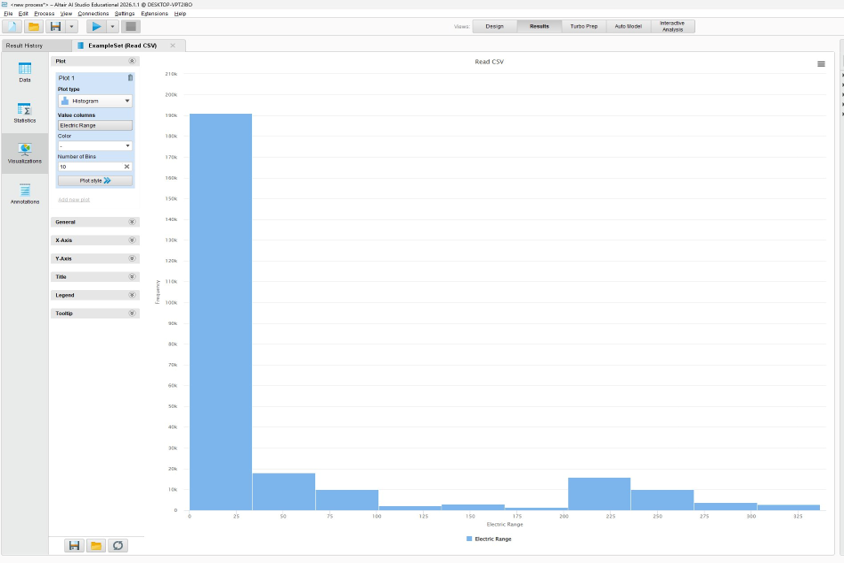 <new process*> – Altair AI Studio Educational 2026.1.1 @ DESKTOP-VPT2IBO
File Edit Process View Connections Settings Extensions Help
Views: Design Results Turbo Prep Auto Model Interactive Analysis
Result History
ExampleSet (Read CSV)
Data
Statistics
Visualizations
Annotations
Plot
Plot 1
Plot type
Histogram
Value columns
Electric Range
Color
-
Number of Bins
10
Plot style
Add new plot
General
X-Axis
Y-Axis
Title
Legend
Tooltip
Read CSV
210k
200k
190k
180k
170k
160k
150k
140k
130k
120k
110k
100k
90k
80k
70k
60k
50k
40k
30k
20k
10k
0
Frequency
0 25 50 75 100 125 150 175 200 225 250 275 300 325
Electric Range
Electric Range